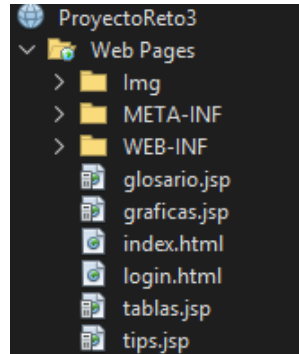 ProyectoReto3
Web Pages
Img
META-INF
WEB-INF
glosario.jsp
graficas.jsp
index.html
login.html
tablas.jsp
tips.jsp